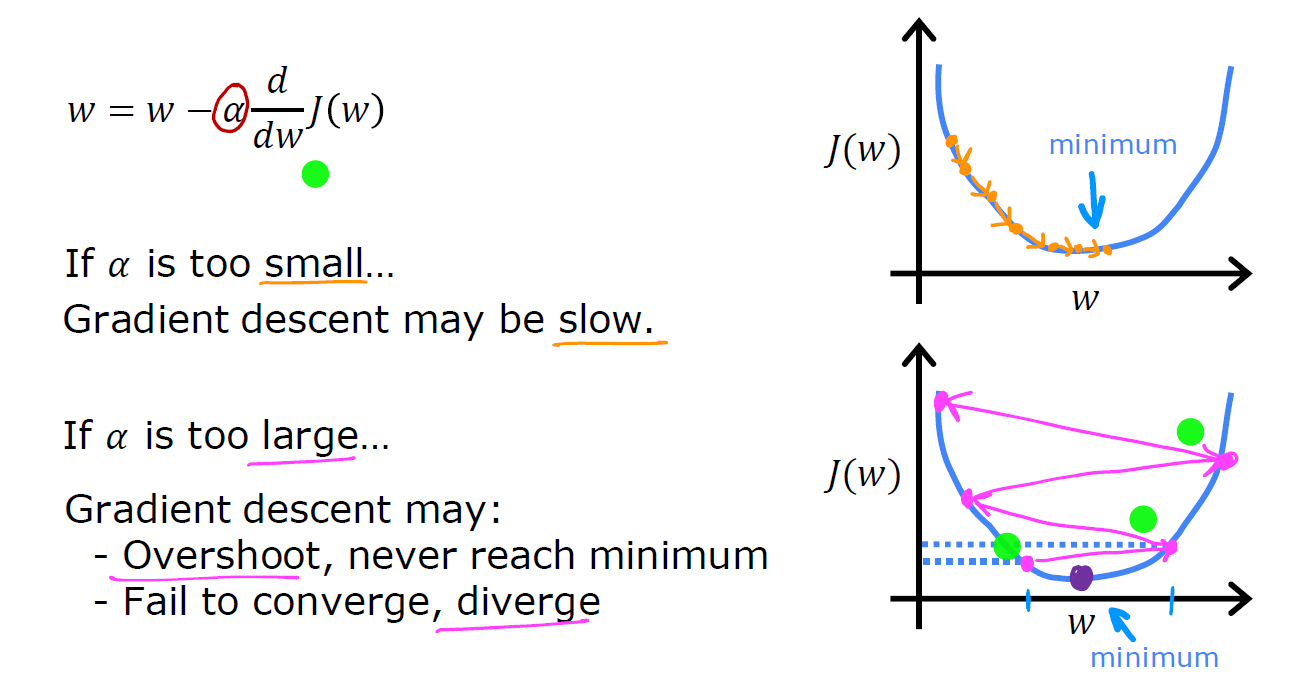 w = w − α d/dw J(w)
If α is too small…
Gradient descent may be slow.
If α is too large…
Gradient descent may:
- Overshoot, never reach minimum
- Fail to converge, diverge
J(w)
minimum
w
J(w)
w
minimum